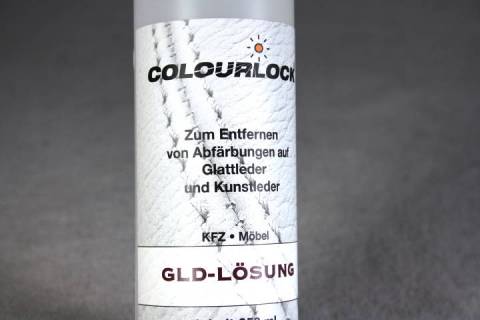 COLOURLOCK
Zum Entfernen
von Abfärbungen auf
Glattleder
und Kunstleder
KFZ • Möbel
GLD-LÖSUNG